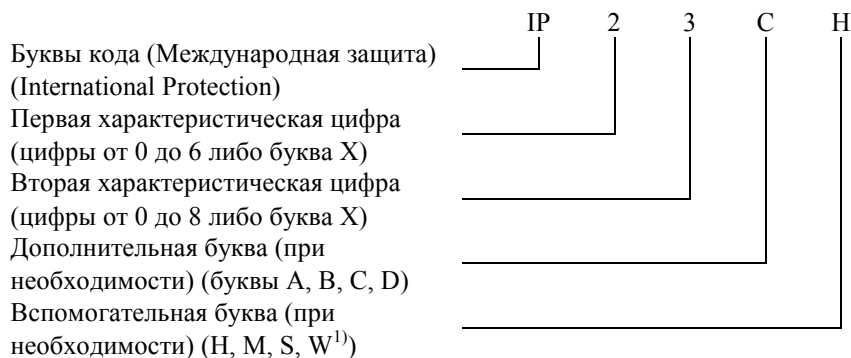 IP 2 3 C H
Буквы кода (Международная защита)
(International Protection)
Первая характеристическая цифра
(цифры от 0 до 6 либо буква X)
Вторая характеристическая цифра
(цифры от 0 до 8 либо буква X)
Дополнительная буква (при
необходимости) (буквы A, B, C, D)
Вспомогательная буква (при
необходимости) (H, M, S, W¹⁾)